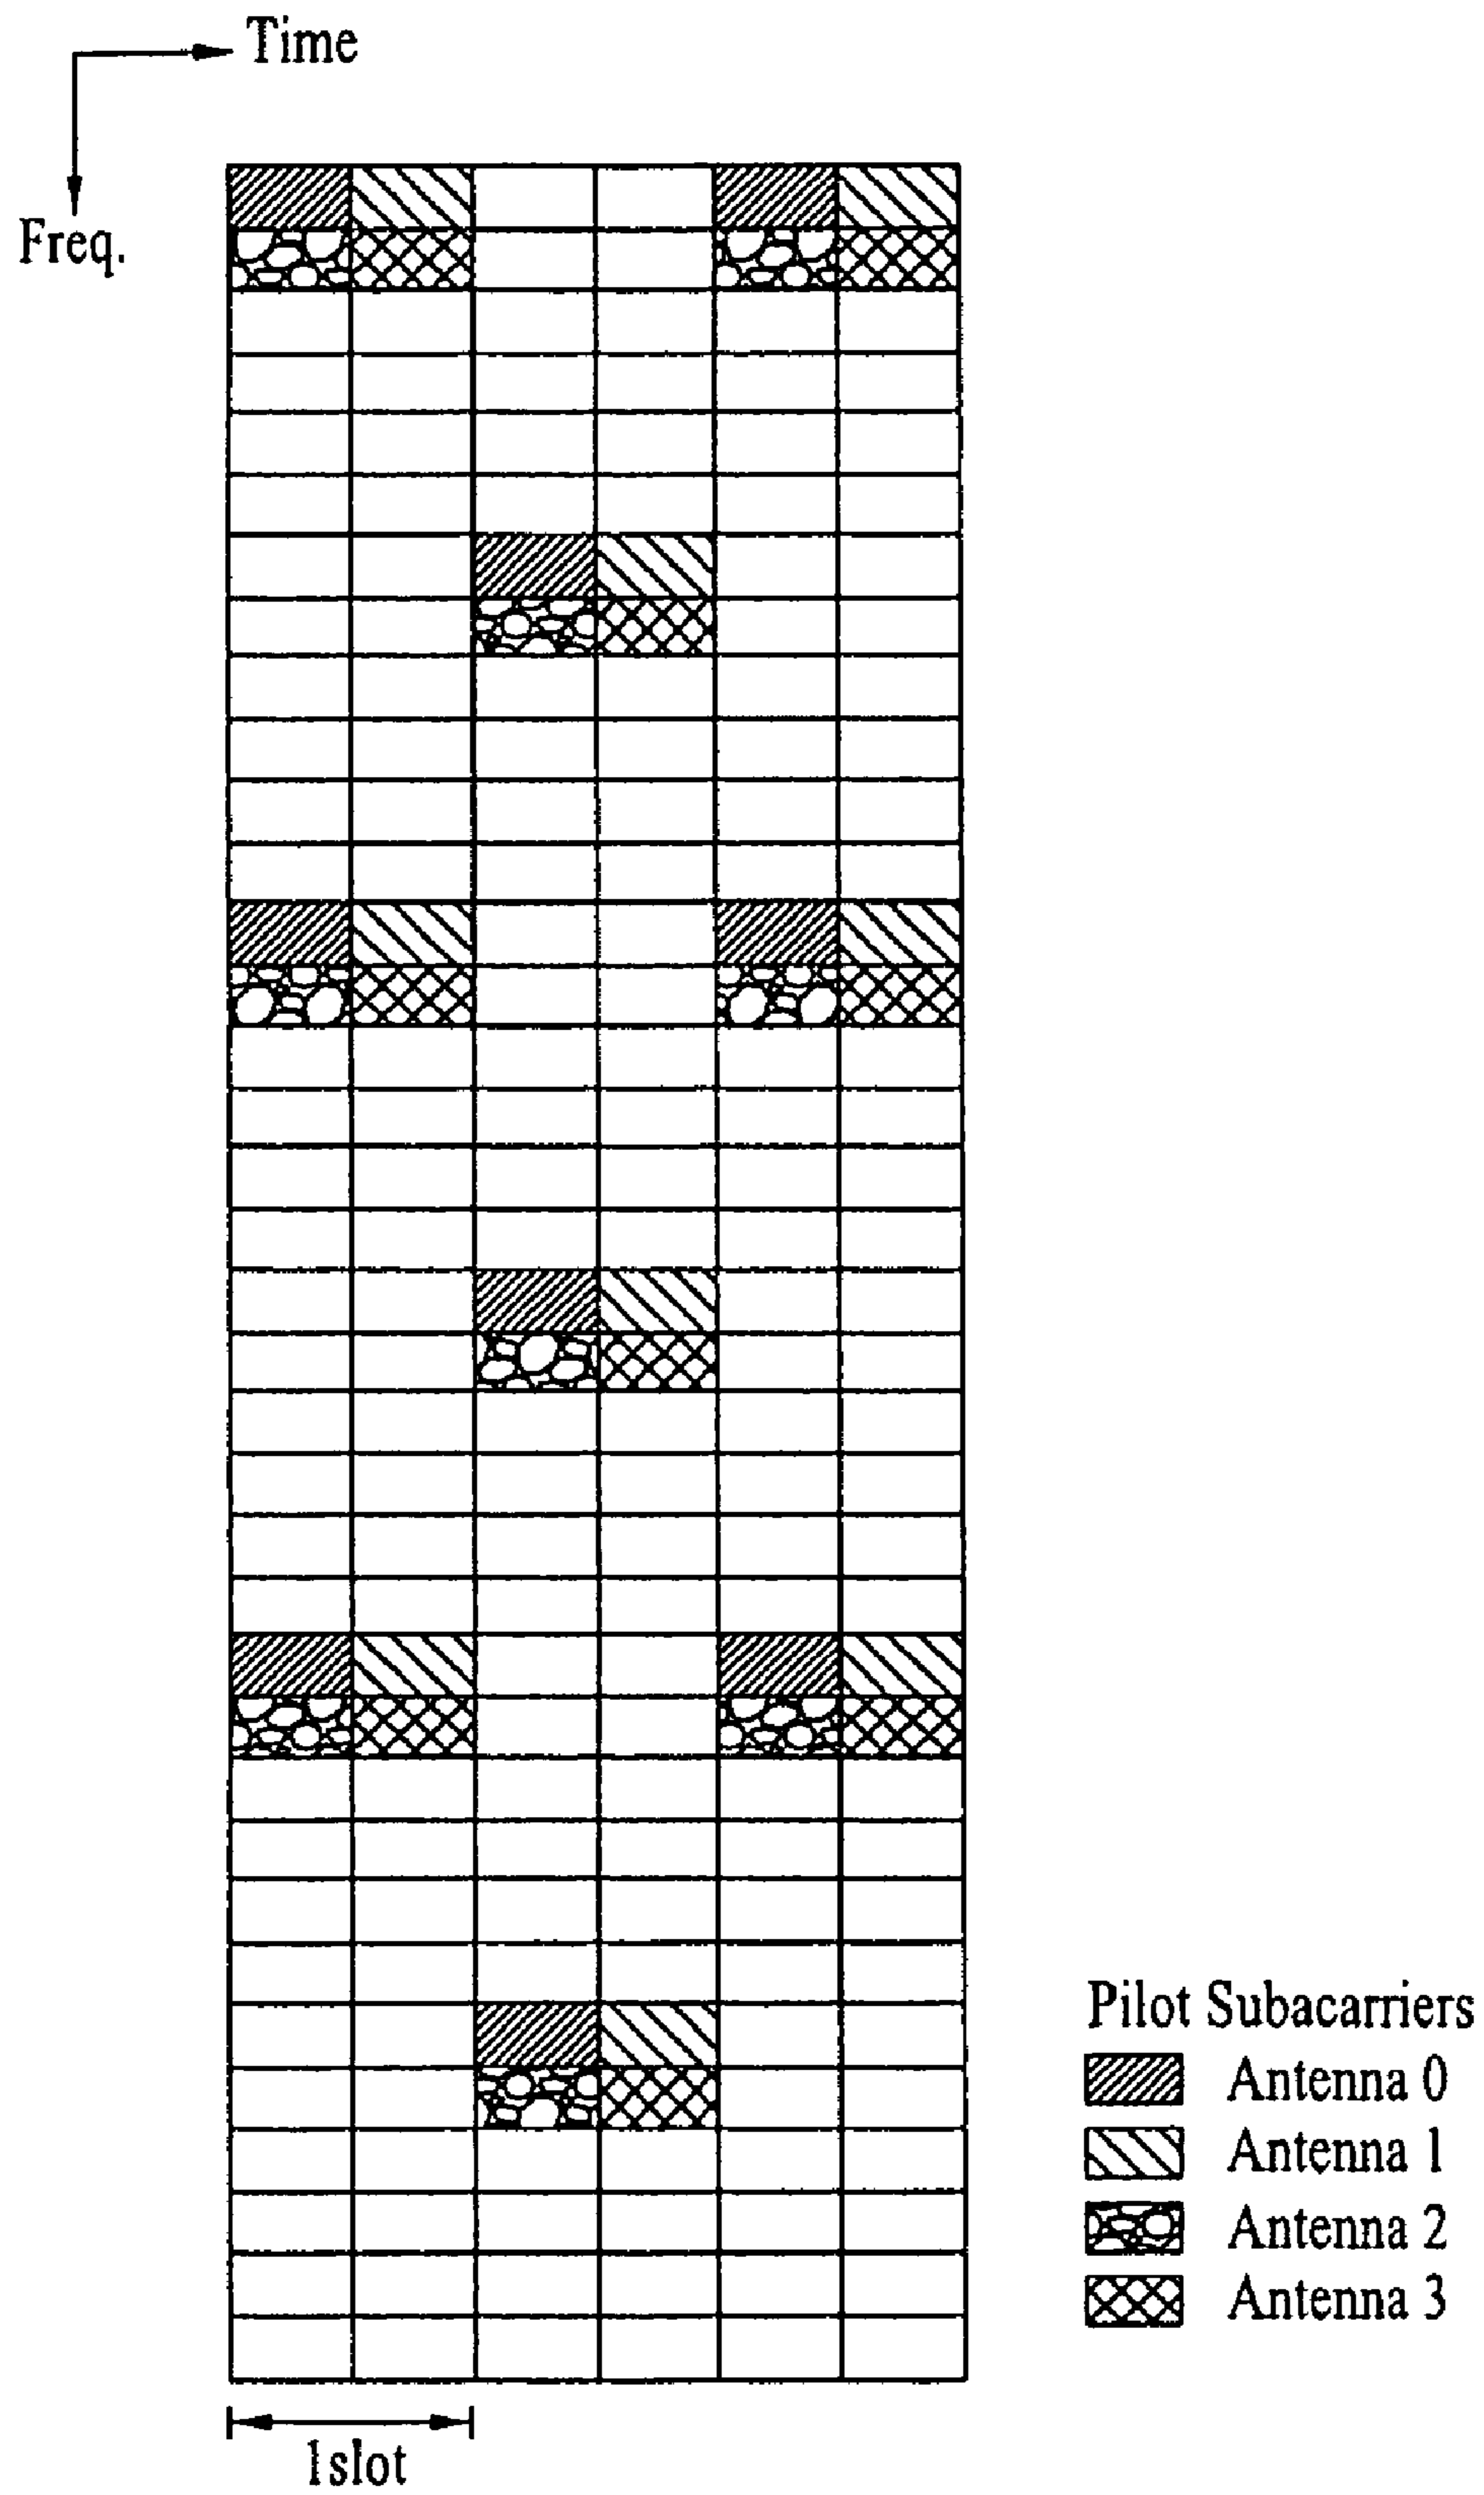 Time
Freq.
Pilot Subacarriers
Antenna 0
Antenna 1
Antenna 2
Antenna 3
1slot